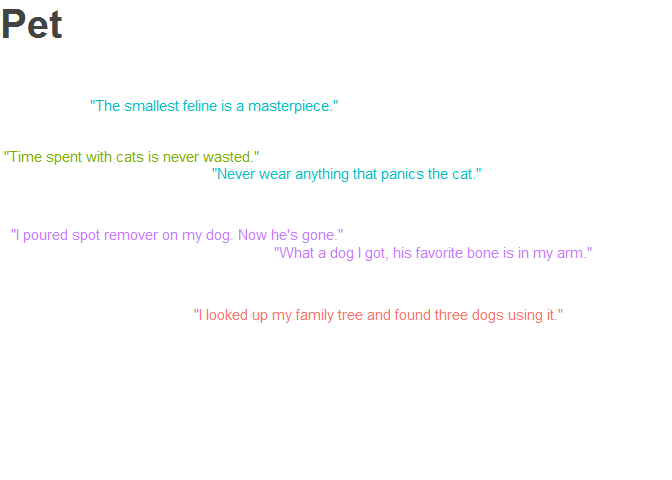 Pet
"The smallest feline is a masterpiece."
"Time spent with cats is never wasted."
"Never wear anything that panics the cat."
"I poured spot remover on my dog. Now he's gone."
"What a dog I got, his favorite bone is in my arm."
"I looked up my family tree and found three dogs using it."